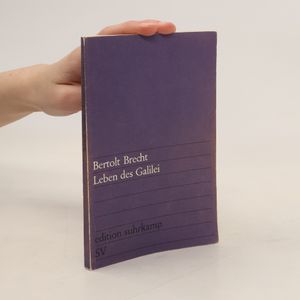 Bertolt Brecht
Leben des Galilei
edition suhrkamp
SV